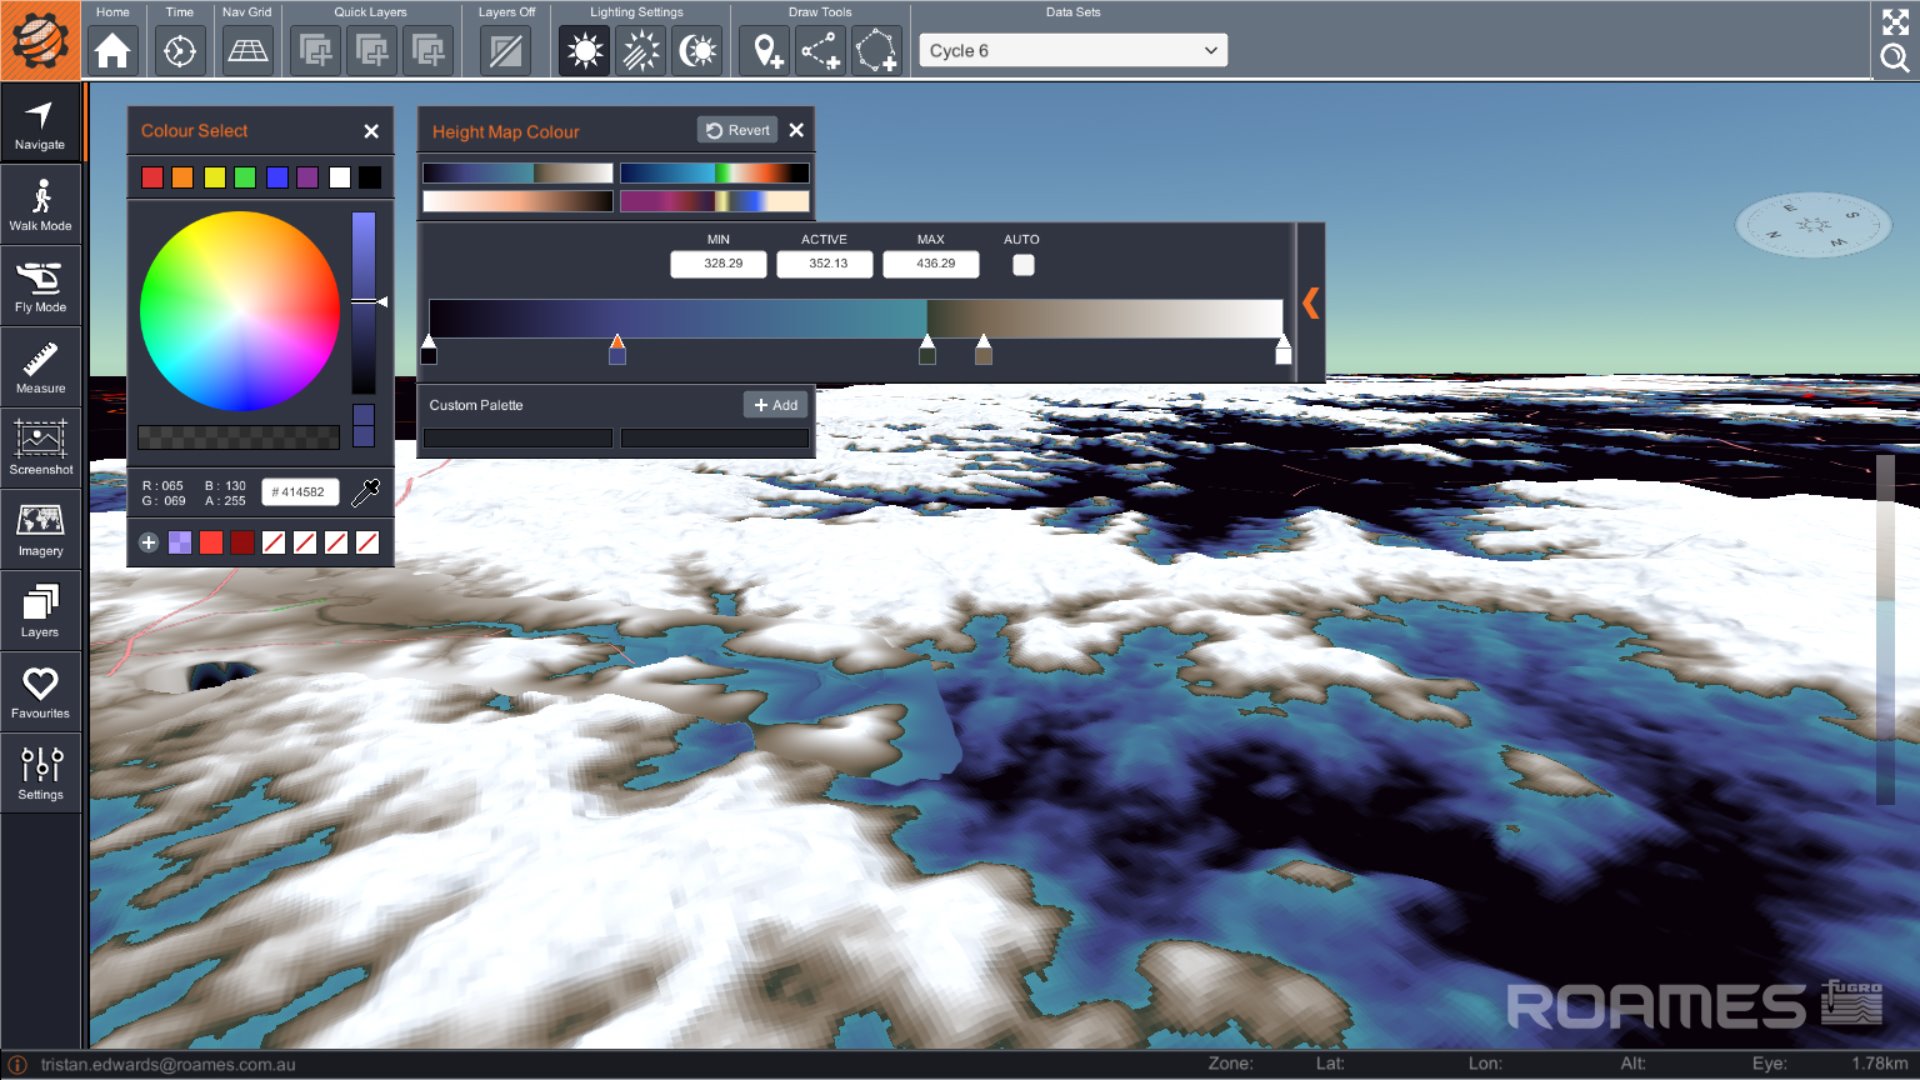 Home Time Nav Grid Quick Layers Layers Off Lighting Settings Draw Tools Data Sets
Cycle 6
Navigate
Walk Mode
Fly Mode
Measure
Screenshot
Imagery
Layers
Favourites
Settings
Colour Select
R : 065 B : 130
G : 069 A : 255
# 414582
Height Map Colour
Revert
MIN ACTIVE MAX AUTO
328.29 352.13 436.29
Custom Palette
+ Add
E S
N W
ROAMES FUGRO
tristan.edwards@roames.com.au
Zone: Lat: Lon: Alt: Eye: 1.78km